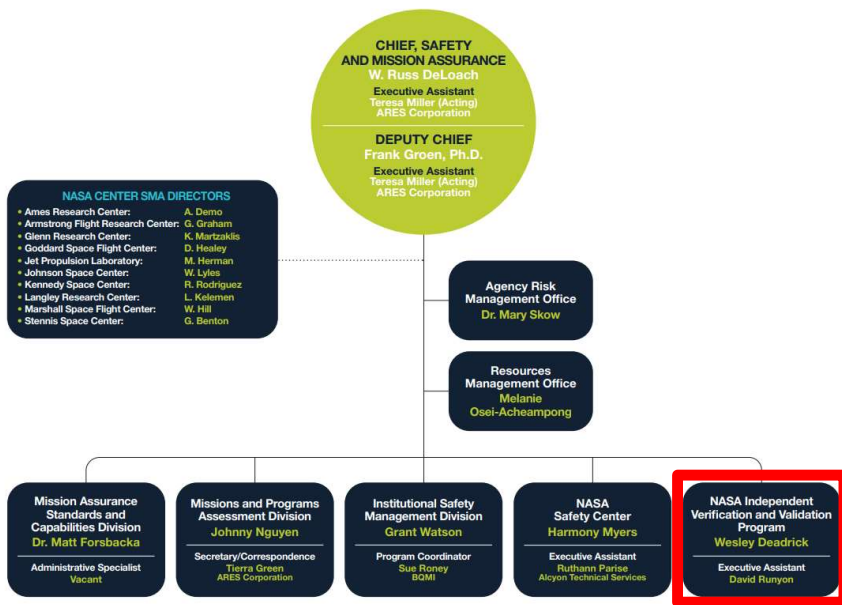 CHIEF, SAFETY
AND MISSION ASSURANCE
W. Russ DeLoach
Executive Assistant
Teresa Miller (Acting)
ARES Corporation
DEPUTY CHIEF
Frank Groen, Ph.D.
Executive Assistant
Teresa Miller (Acting)
ARES Corporation
NASA CENTER SMA DIRECTORS
• Ames Research Center: A. Demo
• Armstrong Flight Research Center: G. Graham
• Glenn Research Center: K. Martzaklis
• Goddard Space Flight Center: D. Healey
• Jet Propulsion Laboratory: M. Herman
• Johnson Space Center: W. Lyles
• Kennedy Space Center: R. Rodriguez
• Langley Research Center: L. Kelemen
• Marshall Space Flight Center: W. Hill
• Stennis Space Center: G. Benton
Agency Risk
Management Office
Dr. Mary Skow
Resources
Management Office
Melanie
Osei-Acheampong
Mission Assurance
Standards and
Capabilities Division
Dr. Matt Forsbacka
Administrative Specialist
Vacant
Missions and Programs
Assessment Division
Johnny Nguyen
Secretary/Correspondence
Tierra Green
ARES Corporation
Institutional Safety
Management Division
Grant Watson
Program Coordinator
Sue Roney
BQMI
NASA
Safety Center
Harmony Myers
Executive Assistant
Ruthann Parise
Alcyon Technical Services
NASA Independent
Verification and Validation
Program
Wesley Deadrick
Executive Assistant
David Runyon